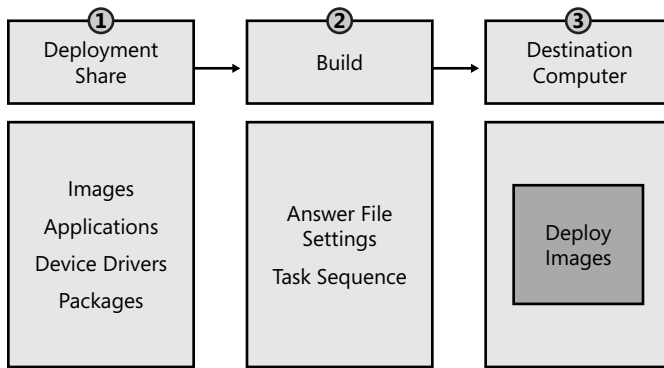 1
Deployment
Share
2
Build
3
Destination
Computer
Images
Applications
Device Drivers
Packages
Answer File
Settings
Task Sequence
Deploy
Images